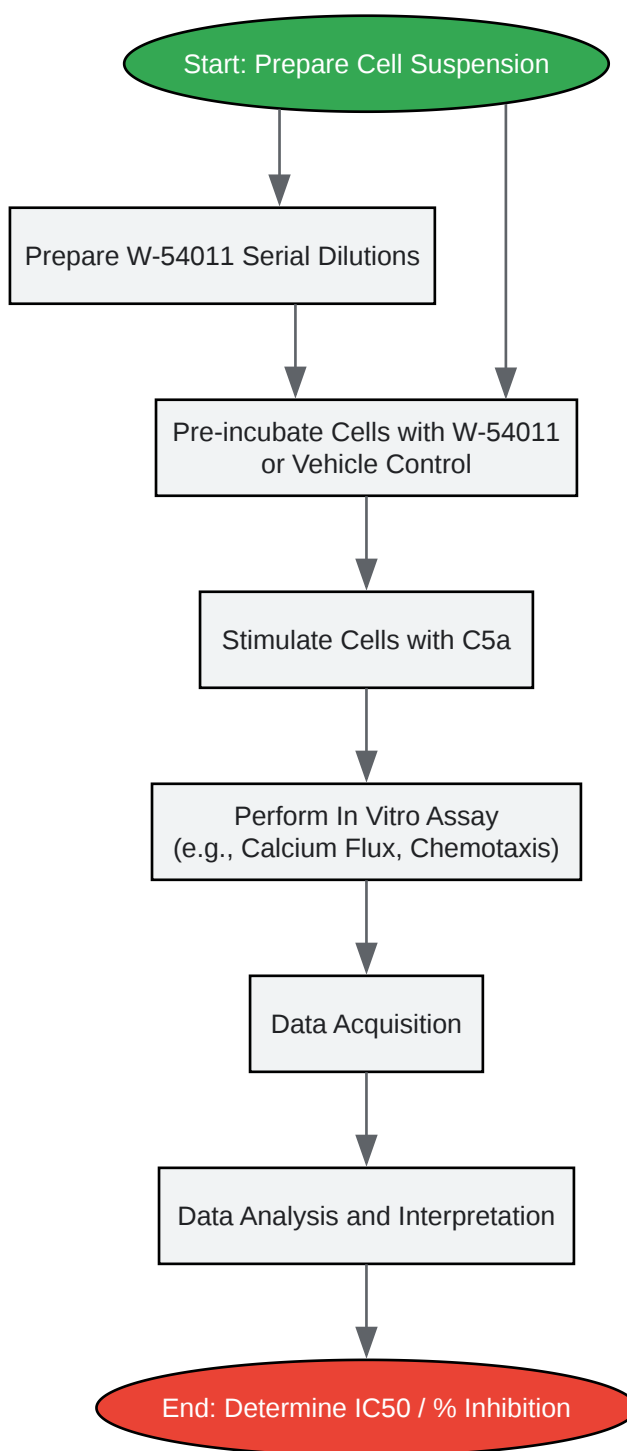 Start: Prepare Cell Suspension
Prepare W-54011 Serial Dilutions
Pre-incubate Cells with W-54011
or Vehicle Control
Stimulate Cells with C5a
Perform In Vitro Assay
(e.g., Calcium Flux, Chemotaxis)
Data Acquisition
Data Analysis and Interpretation
End: Determine IC50 / % Inhibition